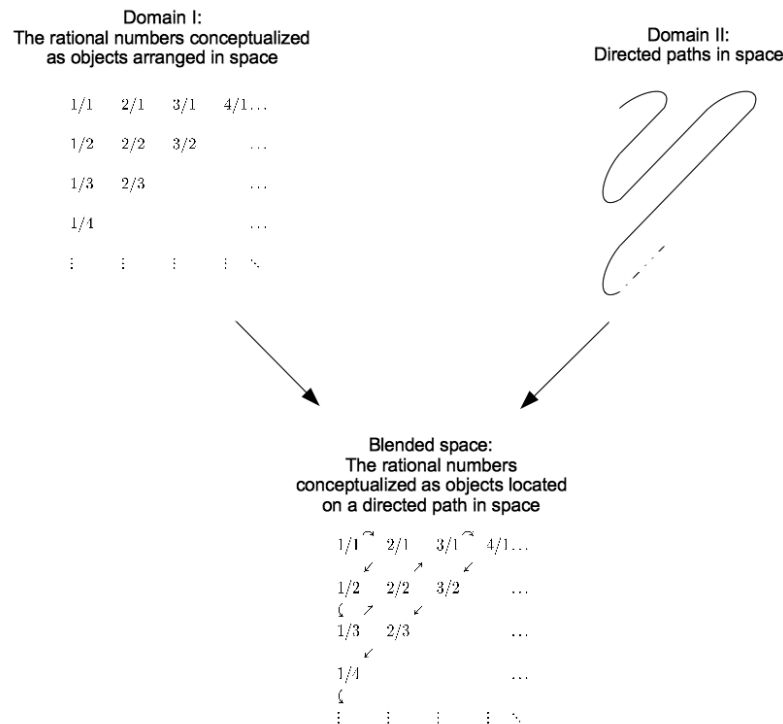 Domain I:
The rational numbers conceptualized
as objects arranged in space
1/1 2/1 3/1 4/1...
1/2 2/2 3/2 ...
1/3 2/3 ...
1/4 ...
⋮ ⋮ ⋮ ⋮ ⋱
Domain II:
Directed paths in space
Blended space:
The rational numbers
conceptualized as objects located
on a directed path in space
1/1 2/1 3/1 4/1...
1/2 2/2 3/2 ...
1/3 2/3 ...
1/4 ...
⋮ ⋮ ⋮ ⋮ ⋱